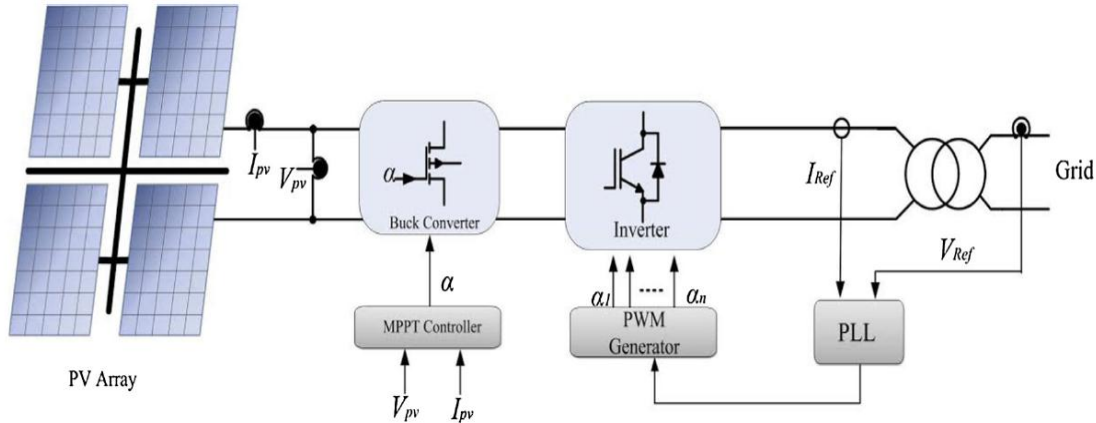 I_pv
V_pv
α
Buck Converter
Inverter
I_Ref
Grid
V_Ref
α
α1
αn
MPPT Controller
PWM
Generator
PLL
PV Array
V_pv
I_pv